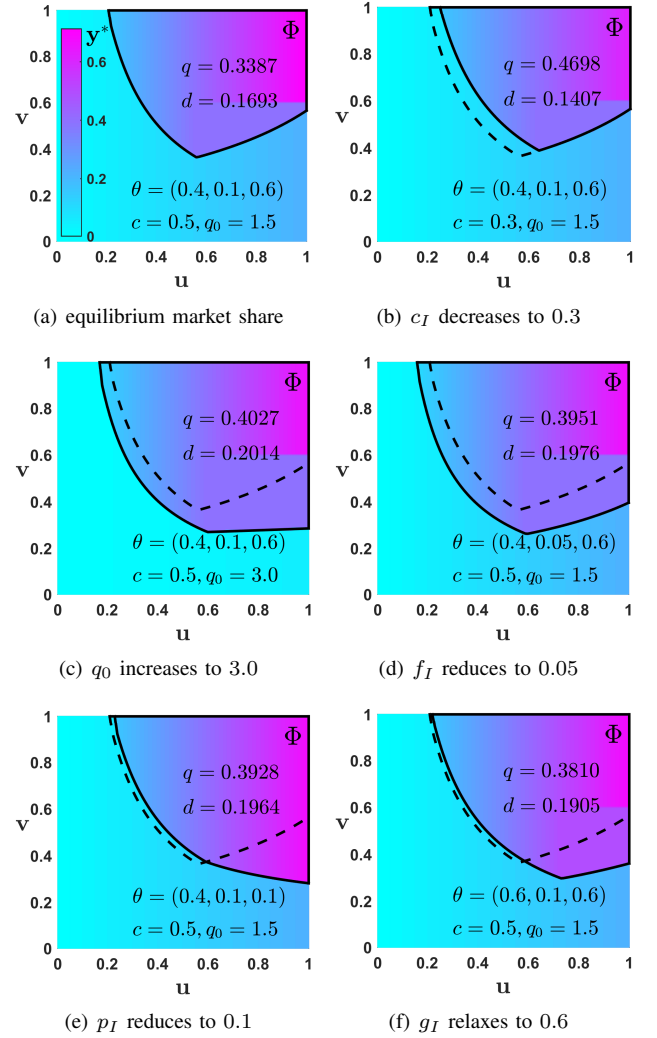 1
Φ
y*
0.8
0.6
q = 0.3387
d = 0.1693
v
0.6
0.4
0.4
0.2
θ = (0.4, 0.1, 0.6)
0.2
c = 0.5, q₀ = 1.5
0
0
0 0.2 0.4 0.6 0.8 1
u
(a) equilibrium market share
1
Φ
0.8
q = 0.4698
v
0.6
d = 0.1407
0.4
0.2
θ = (0.4, 0.1, 0.6)
c = 0.3, q₀ = 1.5
0
0 0.2 0.4 0.6 0.8 1
u
(b) c_I decreases to 0.3
1
Φ
0.8
q = 0.4027
v
0.6
d = 0.2014
0.4
0.2
θ = (0.4, 0.1, 0.6)
c = 0.5, q₀ = 3.0
0
0 0.2 0.4 0.6 0.8 1
u
(c) q₀ increases to 3.0
1
Φ
0.8
q = 0.3951
v
0.6
d = 0.1976
0.4
0.2
θ = (0.4, 0.05, 0.6)
c = 0.5, q₀ = 1.5
0
0 0.2 0.4 0.6 0.8 1
u
(d) f_I reduces to 0.05
1
Φ
0.8
q = 0.3928
v
0.6
d = 0.1964
0.4
0.2
θ = (0.4, 0.1, 0.1)
c = 0.5, q₀ = 1.5
0
0 0.2 0.4 0.6 0.8 1
u
(e) p_I reduces to 0.1
1
Φ
0.8
q = 0.3810
v
0.6
d = 0.1905
0.4
0.2
θ = (0.6, 0.1, 0.6)
c = 0.5, q₀ = 1.5
0
0 0.2 0.4 0.6 0.8 1
u
(f) g_I relaxes to 0.6